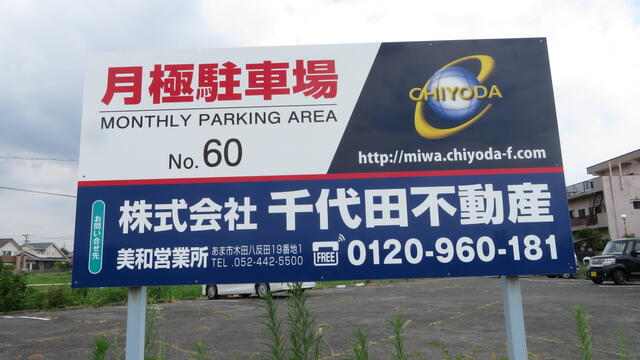 月極駐車場
MONTHLY PARKING AREA
No. 60
CHIYODA
http://miwa.chiyoda-f.com
お問い合せ先
株式会社 千代田不動産
美和営業所
あま市木田八反田19番地1
TEL.052-442-5500
FREE 0120-960-181